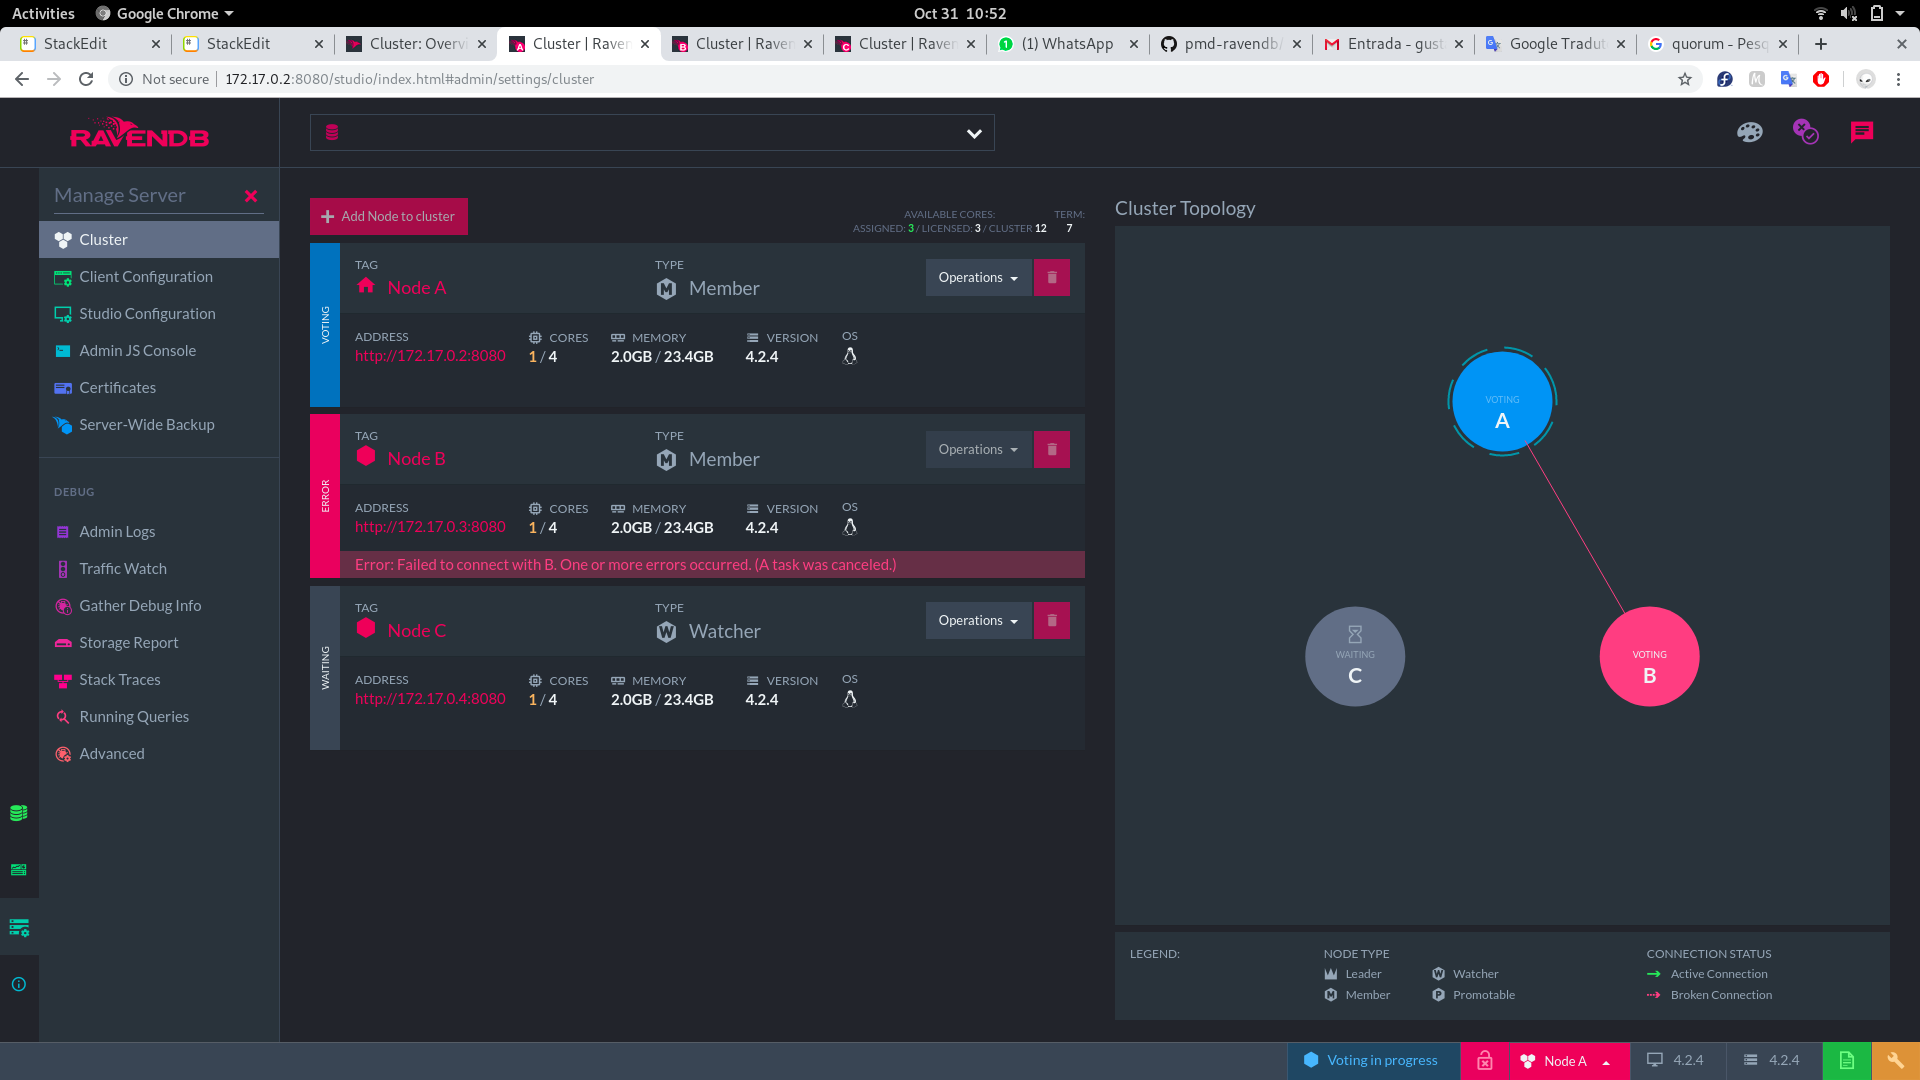 Activities
Google Chrome
Oct 31 10:52
StackEdit
StackEdit
Cluster: Overvi
Cluster | Raven
Cluster | Raven
Cluster | Raven
(1) WhatsApp
pmd-ravendb/
Entrada - gust
Google Tradut
quorum - Pesq
Not secure
172.17.0.2:8080/studio/index.html#admin/settings/cluster
RAVENDB
Manage Server
Cluster
Client Configuration
Studio Configuration
Admin JS Console
Certificates
Server-Wide Backup
DEBUG
Admin Logs
Traffic Watch
Gather Debug Info
Storage Report
Stack Traces
Running Queries
Advanced
Add Node to cluster
AVAILABLE CORES:
TERM:
ASSIGNED: 3 / LICENSED: 3 / CLUSTER 12
7
VOTING
TAG
Node A
TYPE
Member
Operations
ADDRESS
http://172.17.0.2:8080
CORES
1 / 4
MEMORY
2.0GB / 23.4GB
VERSION
4.2.4
OS
ERROR
TAG
Node B
TYPE
Member
Operations
ADDRESS
http://172.17.0.3:8080
CORES
1 / 4
MEMORY
2.0GB / 23.4GB
VERSION
4.2.4
OS
Error: Failed to connect with B. One or more errors occurred. (A task was canceled.)
WAITING
TAG
Node C
TYPE
Watcher
Operations
ADDRESS
http://172.17.0.4:8080
CORES
1 / 4
MEMORY
2.0GB / 23.4GB
VERSION
4.2.4
OS
Cluster Topology
VOTING
A
WAITING
C
VOTING
B
LEGEND:
NODE TYPE
Leader
Watcher
Member
Promotable
CONNECTION STATUS
Active Connection
Broken Connection
Voting in progress
Node A
4.2.4
4.2.4